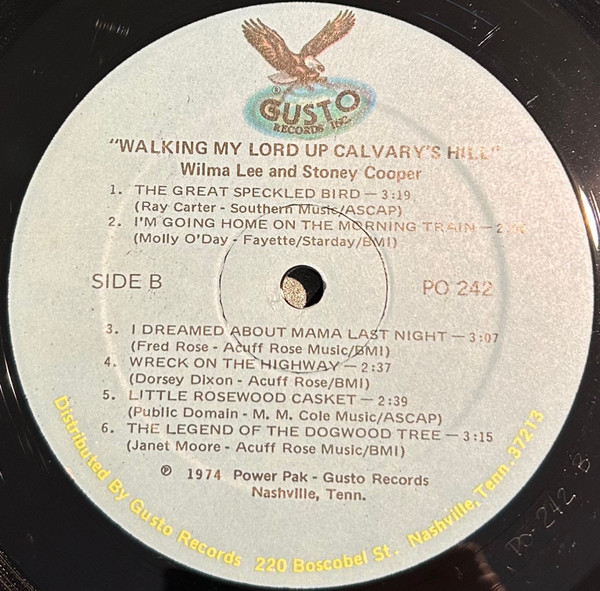 ®
GUSTO
RECORDS INC.
"WALKING MY LORD UP CALVARY'S HILL"
Wilma Lee and Stoney Cooper
1. THE GREAT SPECKLED BIRD — 3:19
(Ray Carter - Southern Music/ASCAP)
2. I'M GOING HOME ON THE MORNING TRAIN —
(Molly O'Day - Fayette/Starday/BMI)
SIDE B
PO 242
3. I DREAMED ABOUT MAMA LAST NIGHT — 3:07
(Fred Rose - Acuff Rose Music/BMI)
4. WRECK ON THE HIGHWAY — 2:37
(Dorsey Dixon - Acuff Rose/BMI)
5. LITTLE ROSEWOOD CASKET - 2:39
(Public Domain - M. M. Cole Music/ASCAP)
6. THE LEGEND OF THE DOGWOOD TREE — 3:15
(Janet Moore - Acuff Rose Music/BMI)
℗ 1974 Power Pak - Gusto Records
Nashville, Tenn.
Distributed By Gusto Records 220 Boscobel St. Nashville, Tenn. 37213
PO 242 B